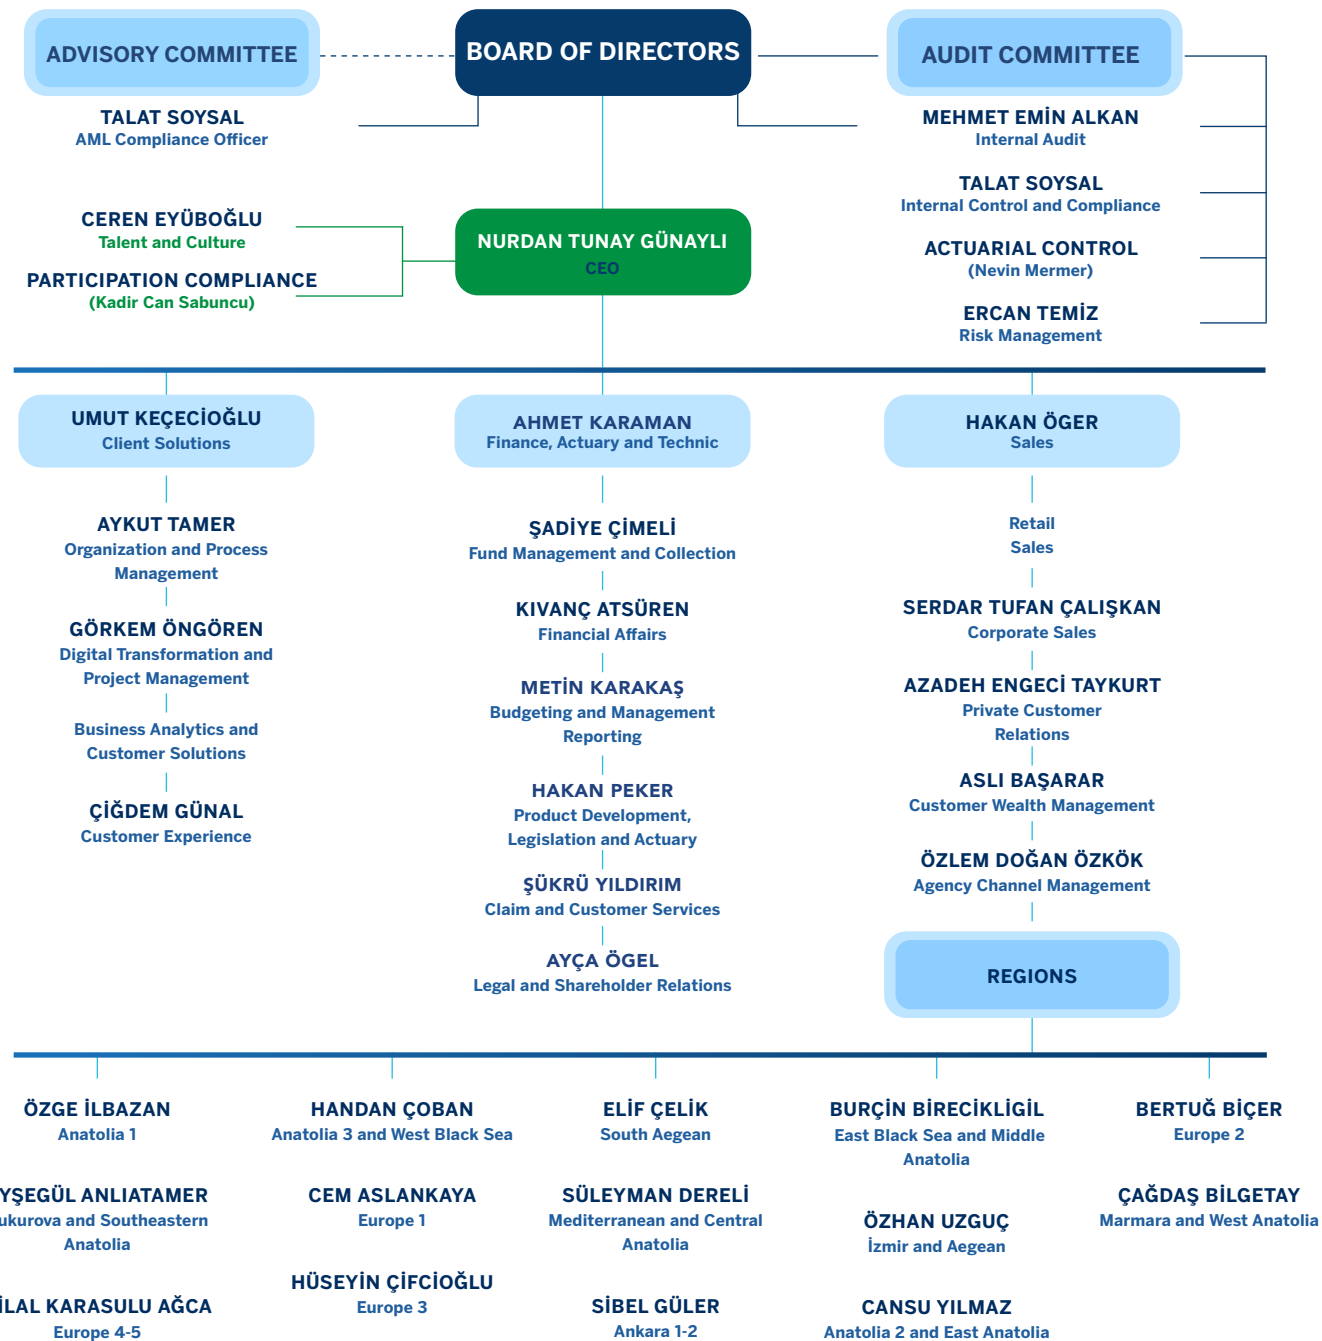 ADVISORY COMMITTEE
BOARD OF DIRECTORS
AUDIT COMMITTEE
TALAT SOYSAL
AML Compliance Officer
MEHMET EMİN ALKAN
Internal Audit
TALAT SOYSAL
Internal Control and Compliance
ACTUARIAL CONTROL
(Nevin Mermer)
ERCAN TEMİZ
Risk Management
CEREN EYÜBOĞLU
Talent and Culture
PARTICIPATION COMPLIANCE
(Kadir Can Sabuncu)
NURDAN TUNAY GÜNAYLI
CEO
UMUT KEÇECİOĞLU
Client Solutions
AYKUT TAMER
Organization and Process
Management
GÖRKEM ÖNGÖREN
Digital Transformation and
Project Management
Business Analytics and
Customer Solutions
ÇİĞDEM GÜNAL
Customer Experience
AHMET KARAMAN
Finance, Actuary and Technic
ŞADİYE ÇİMELİ
Fund Management and Collection
KIVANÇ ATSÜREN
Financial Affairs
METİN KARAKAŞ
Budgeting and Management
Reporting
HAKAN PEKER
Product Development,
Legislation and Actuary
ŞÜKRÜ YILDIRIM
Claim and Customer Services
AYÇA ÖGEL
Legal and Shareholder Relations
HAKAN ÖGER
Sales
Retail
Sales
SERDAR TUFAN ÇALIŞKAN
Corporate Sales
AZADEH ENGECİ TAYKURT
Private Customer
Relations
ASLI BAŞARAR
Customer Wealth Management
ÖZLEM DOĞAN ÖZKÖK
Agency Channel Management
REGIONS
ÖZGE İLBAZAN
Anatolia 1
YŞEGÜL ANLIATAMER
ukurova and Southeastern
Anatolia
İLAL KARASULU AĞCA
Europe 4-5
HANDAN ÇOBAN
Anatolia 3 and West Black Sea
CEM ASLANKAYA
Europe 1
HÜSEYİN ÇİFCİOĞLU
Europe 3
ELİF ÇELİK
South Aegean
SÜLEYMAN DERELİ
Mediterranean and Central
Anatolia
SİBEL GÜLER
Ankara 1-2
BURÇİN BİRECİKLİGİL
East Black Sea and Middle
Anatolia
ÖZHAN UZGUÇ
İzmir and Aegean
CANSU YILMAZ
Anatolia 2 and East Anatolia
BERTUĞ BİÇER
Europe 2
ÇAĞDAŞ BİLGETAY
Marmara and West Anatolia